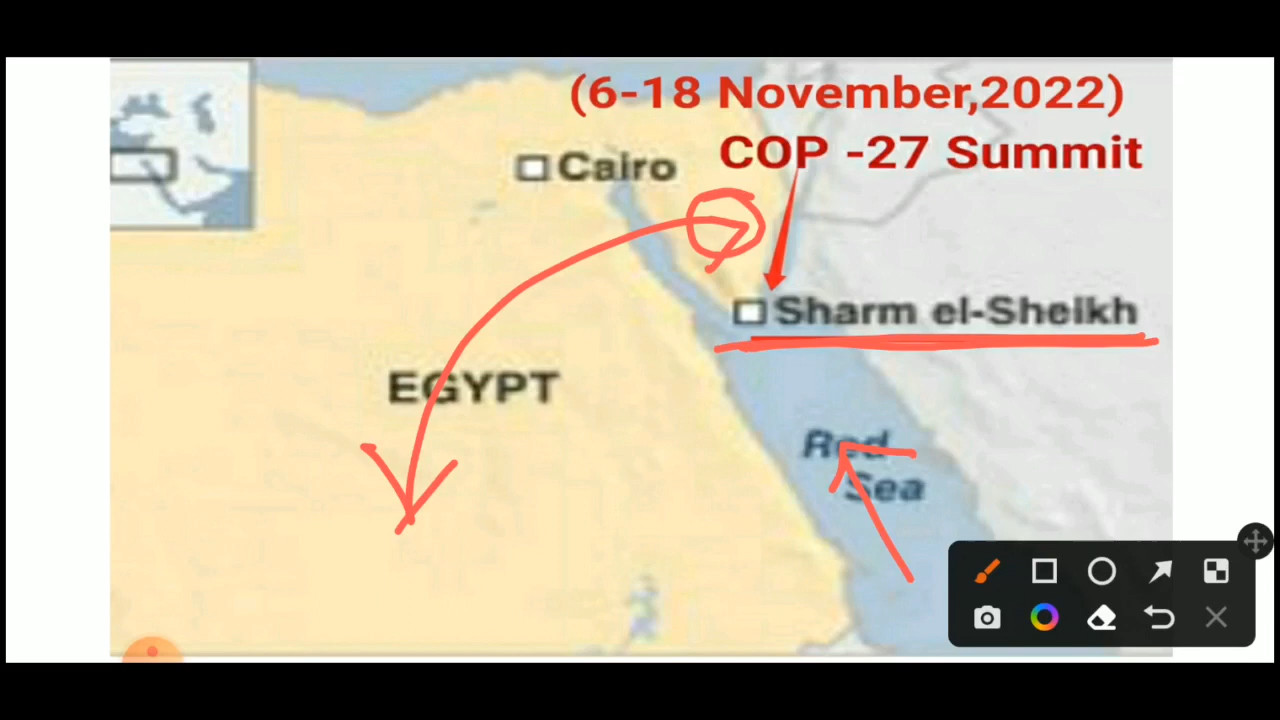 (6-18 November,2022)
COP -27 Summit
Cairo
Sharm el-Sheikh
EGYPT
Red
Sea